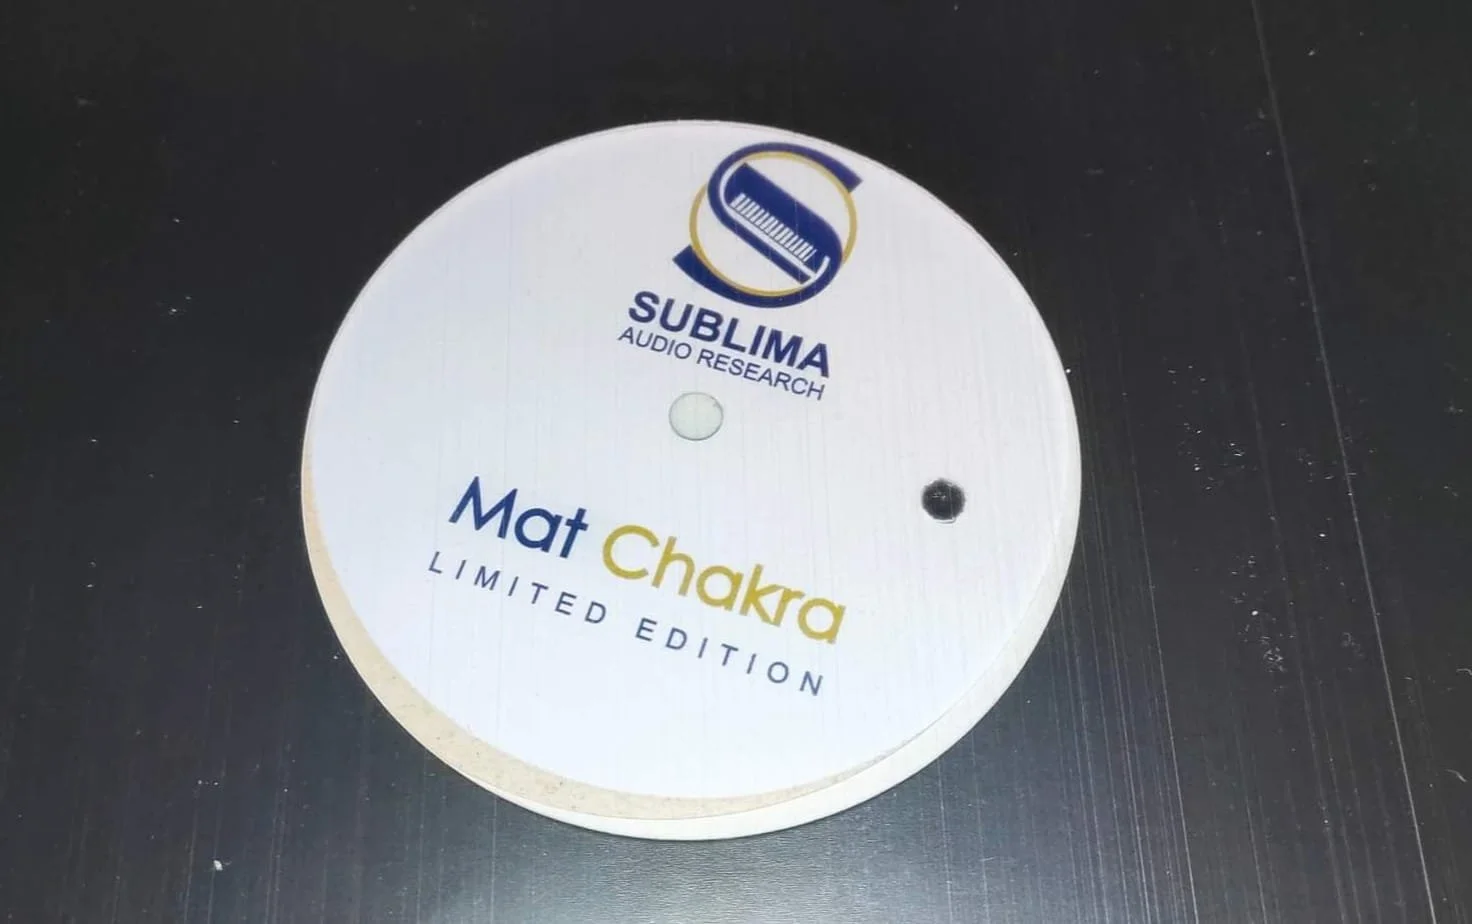 SUBLIMA
AUDIO RESEARCH
Mat Chakra
LIMITED EDITION